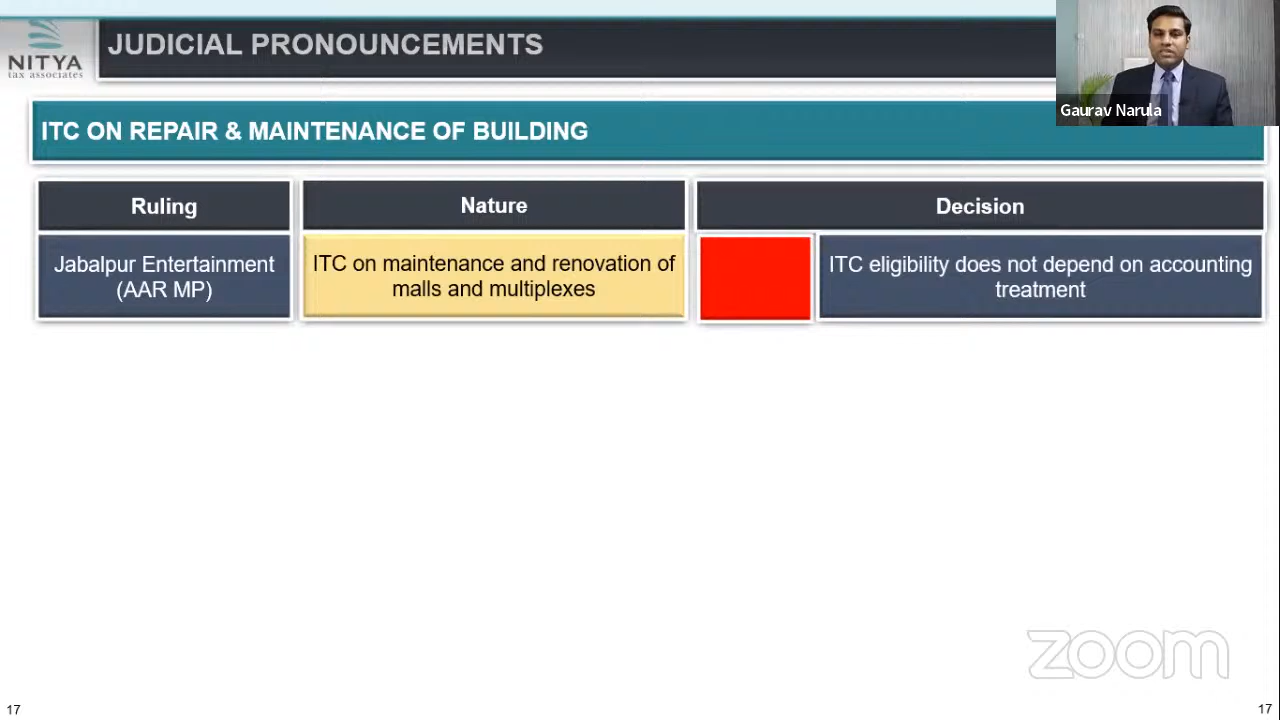 NITYA
tax associates
JUDICIAL PRONOUNCEMENTS
Gaurav Narula
ITC ON REPAIR & MAINTENANCE OF BUILDING
Ruling
Nature
Decision
Jabalpur Entertainment
(AAR MP)
ITC on maintenance and renovation of
malls and multiplexes
ITC eligibility does not depend on accounting
treatment
zoom
17
17